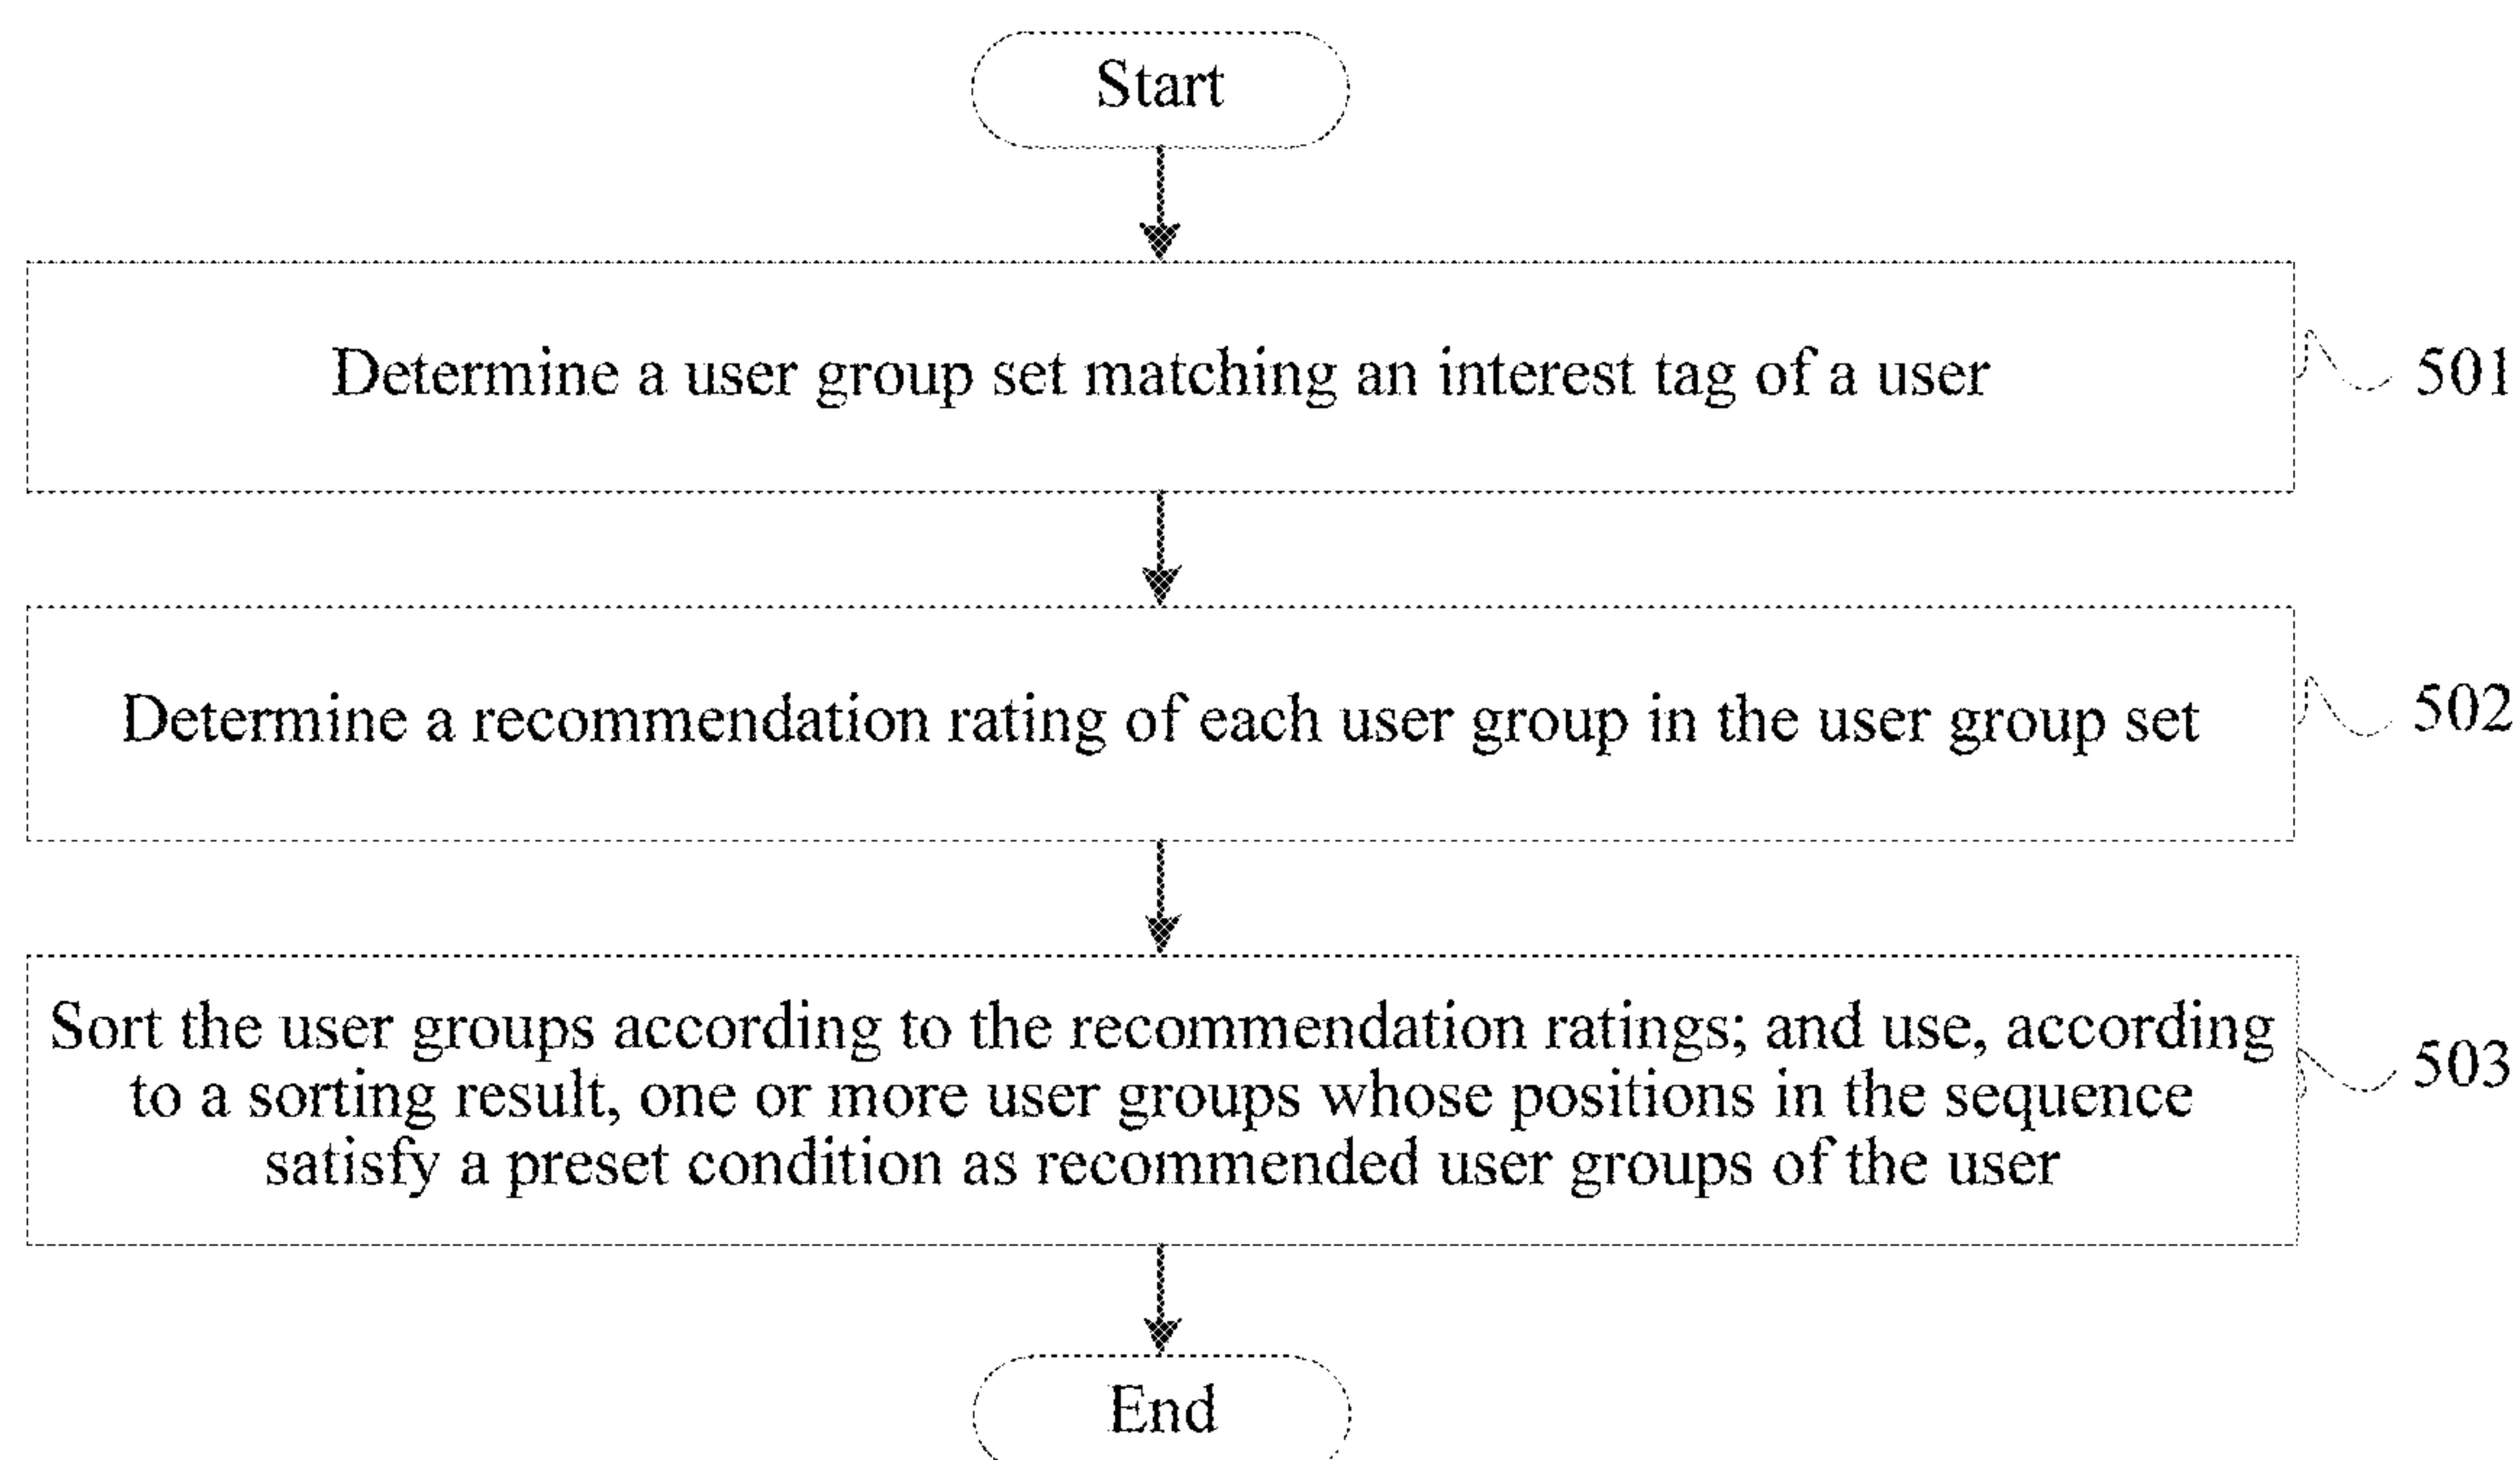 Start
Determine a user group set matching an interest tag of a user
501
Determine a recommendation rating of each user group in the user group set
502
Sort the user groups according to the recommendation ratings; and use, according
to a sorting result, one or more user groups whose positions in the sequence
satisfy a preset condition as recommended user groups of the user
503
End